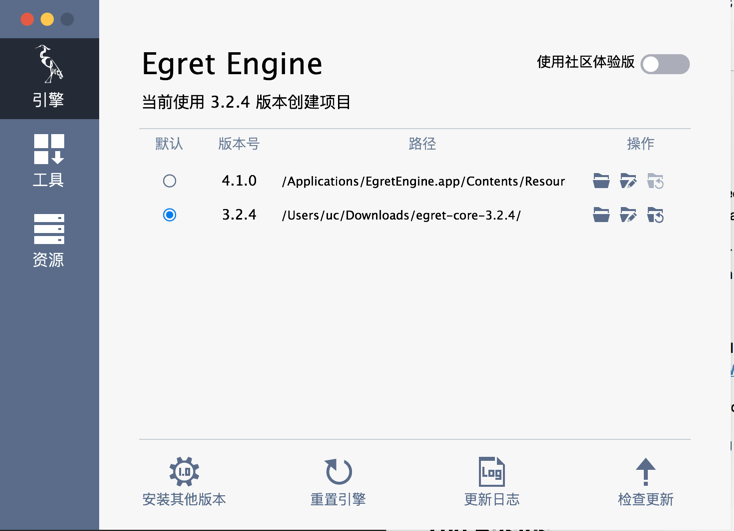 Egret Engine
使用社区体验版
当前使用 3.2.4 版本创建项目
默认 版本号 路径 操作
4.1.0 /Applications/EgretEngine.app/Contents/Resour
3.2.4 /Users/uc/Downloads/egret-core-3.2.4/
引擎
工具
资源
1.0 Log
安装其他版本 重置引擎 更新日志 检查更新